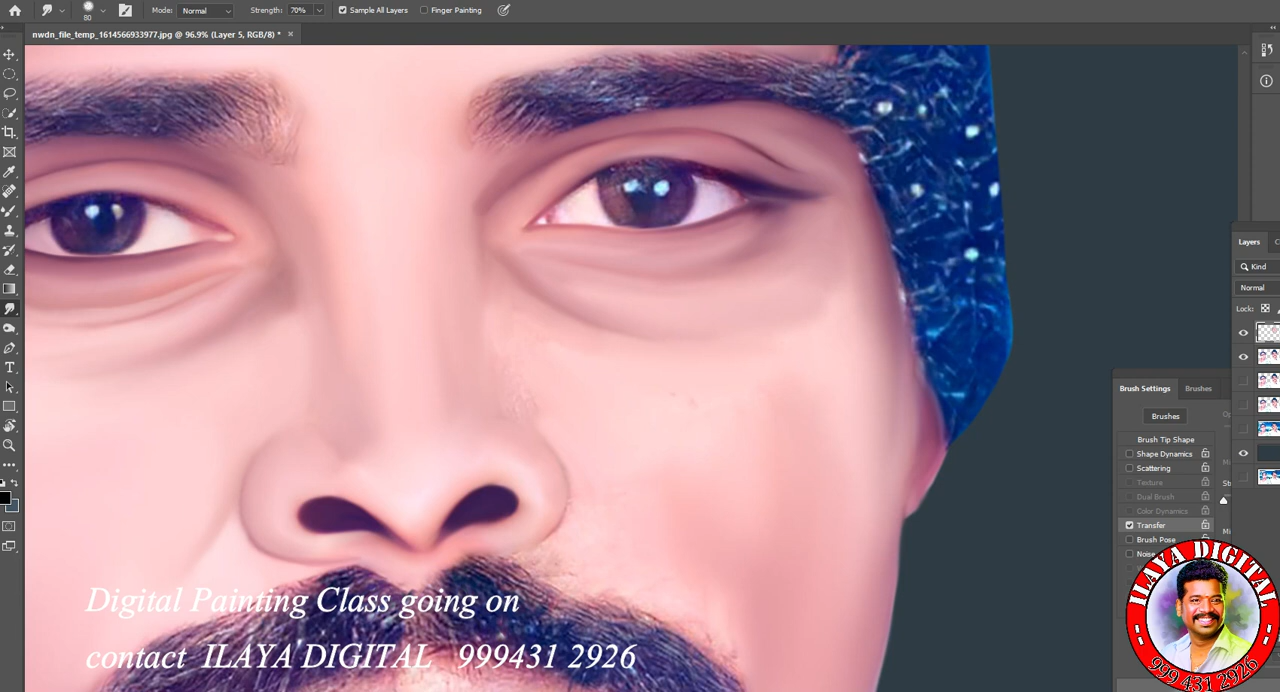 Mode: Normal Strength: 70% Sample All Layers Finger Painting
80
nwdn_file_temp_1614566933977.jpg @ 96.9% (Layer 5, RGB/8) *
Layers
Kind
Normal
Lock:
Brush Settings Brushes
Brushes
Brush Tip Shape
Shape Dynamics
Scattering
Texture
Dual Brush
Color Dynamics
Transfer
Brush Pose
Noise
Digital Painting Class going on
contact ILAYA DIGITAL 999431 2926
ILAYA DIGITAL
999 431 2926